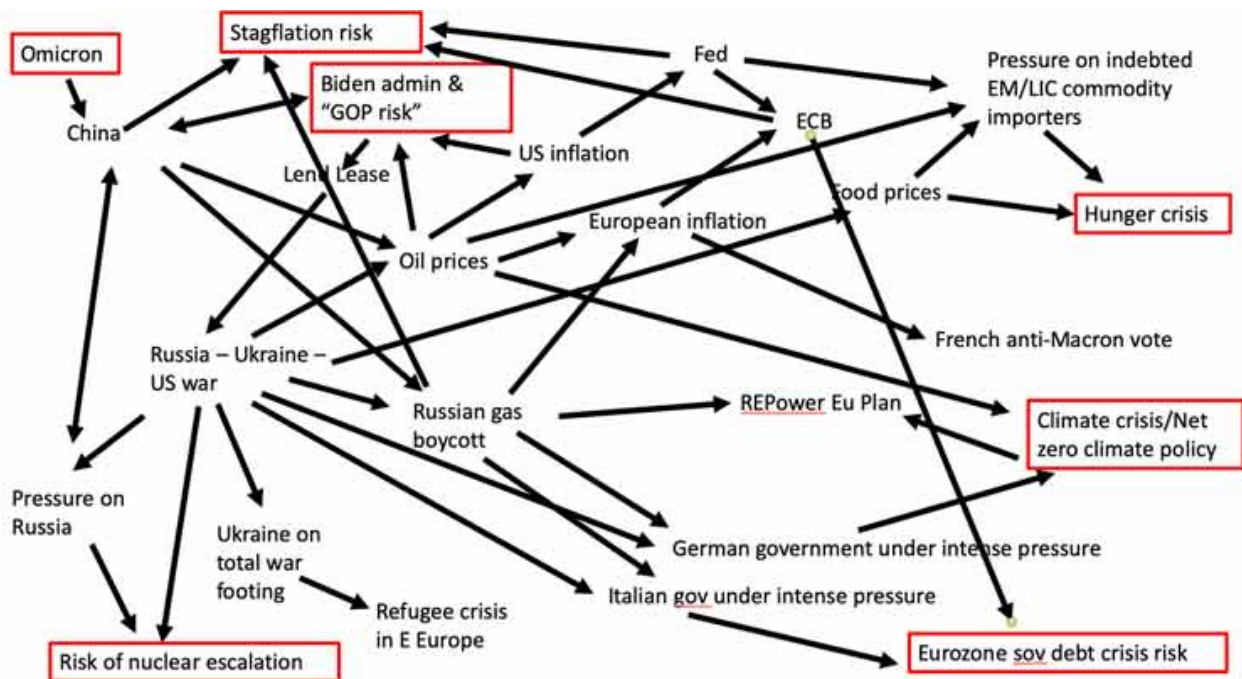 Stagflation risk
Fed
Omicron
Pressure on indebted
EM/LIC commodity
importers
Biden admin &
“GOP risk”
China
ECB
US inflation
Lend Lease
Food prices
Hunger crisis
European inflation
Oil prices
French anti-Macron vote
Russia – Ukraine –
US war
Russian gas
boycott
REPower Eu Plan
Climate crisis/Net
zero climate policy
Pressure on
Russia
Ukraine on
total war
footing
German government under intense pressure
Italian gov under intense pressure
Refugee crisis
in E Europe
Risk of nuclear escalation
Eurozone sov debt crisis risk